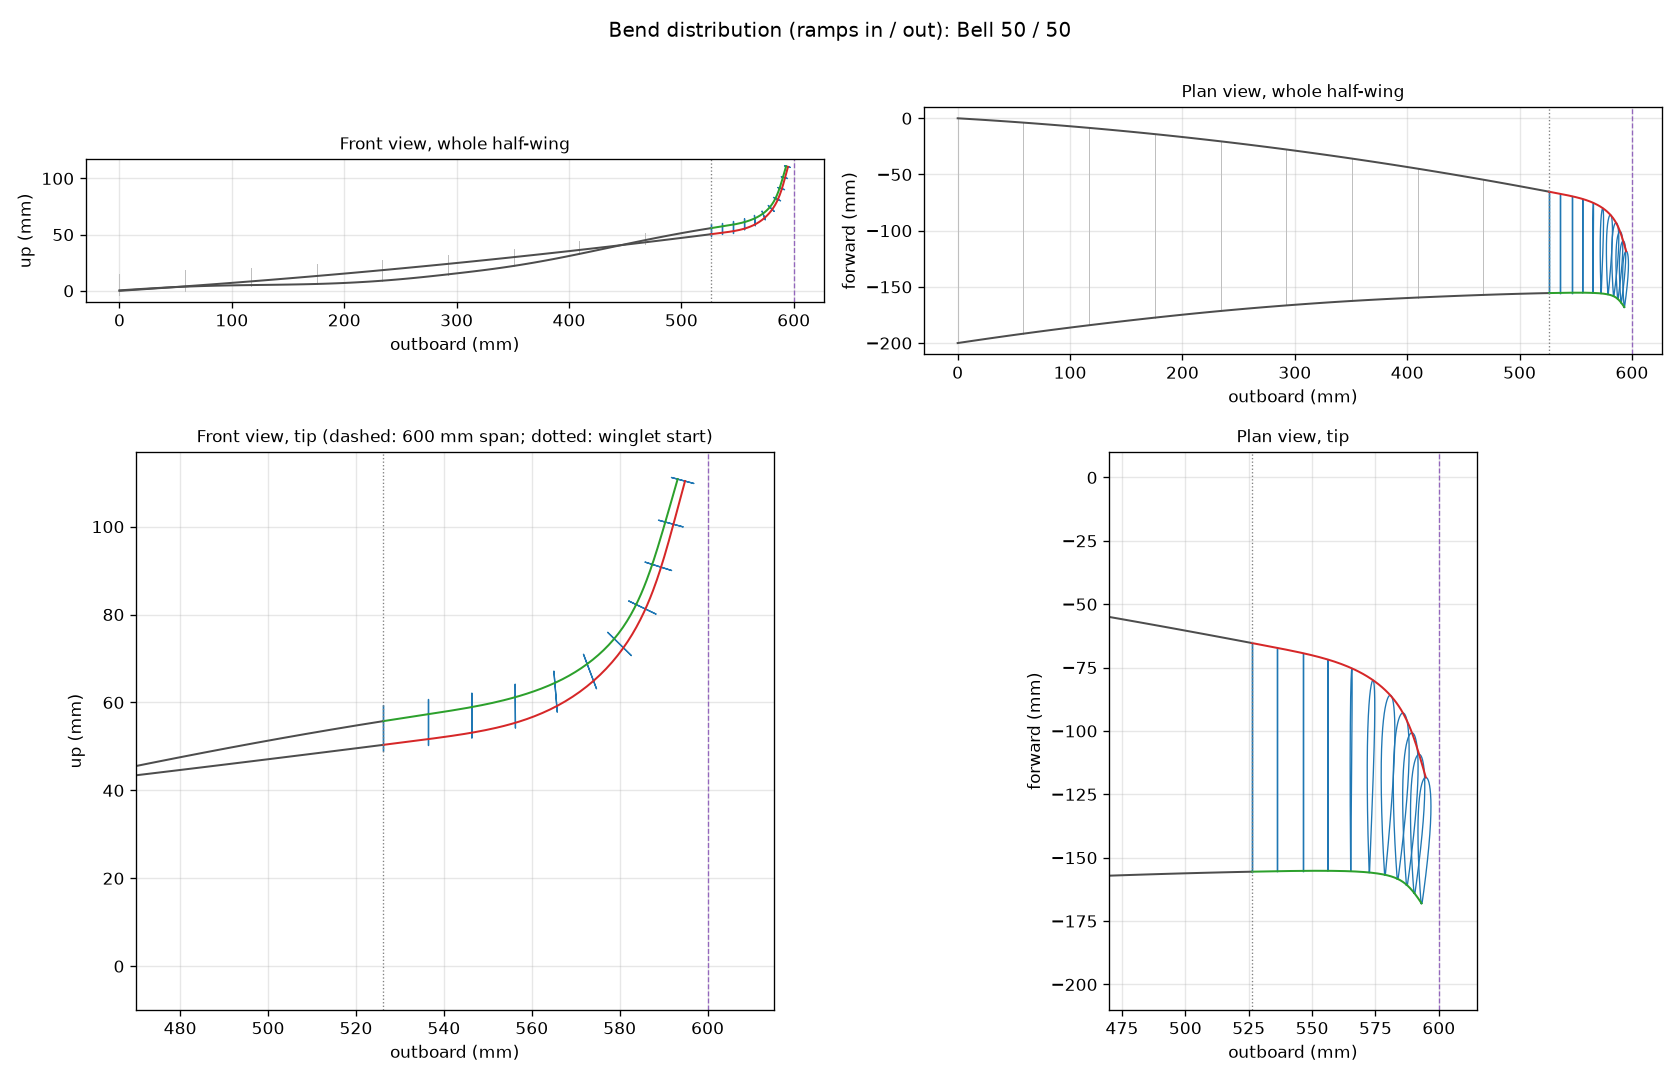 Bend distribution (ramps in / out): Bell 50 / 50
Front view, whole half-wing
up (mm)
100
50
0
0 100 200 300 400 500 600
outboard (mm)
Plan view, whole half-wing
forward (mm)
0
−50
−100
−150
−200
0 100 200 300 400 500 600
outboard (mm)
Front view, tip (dashed: 600 mm span; dotted: winglet start)
up (mm)
100
80
60
40
20
0
480 500 520 540 560 580 600
outboard (mm)
Plan view, tip
forward (mm)
0
−25
−50
−75
−100
−125
−150
−175
−200
475 500 525 550 575 600
outboard (mm)